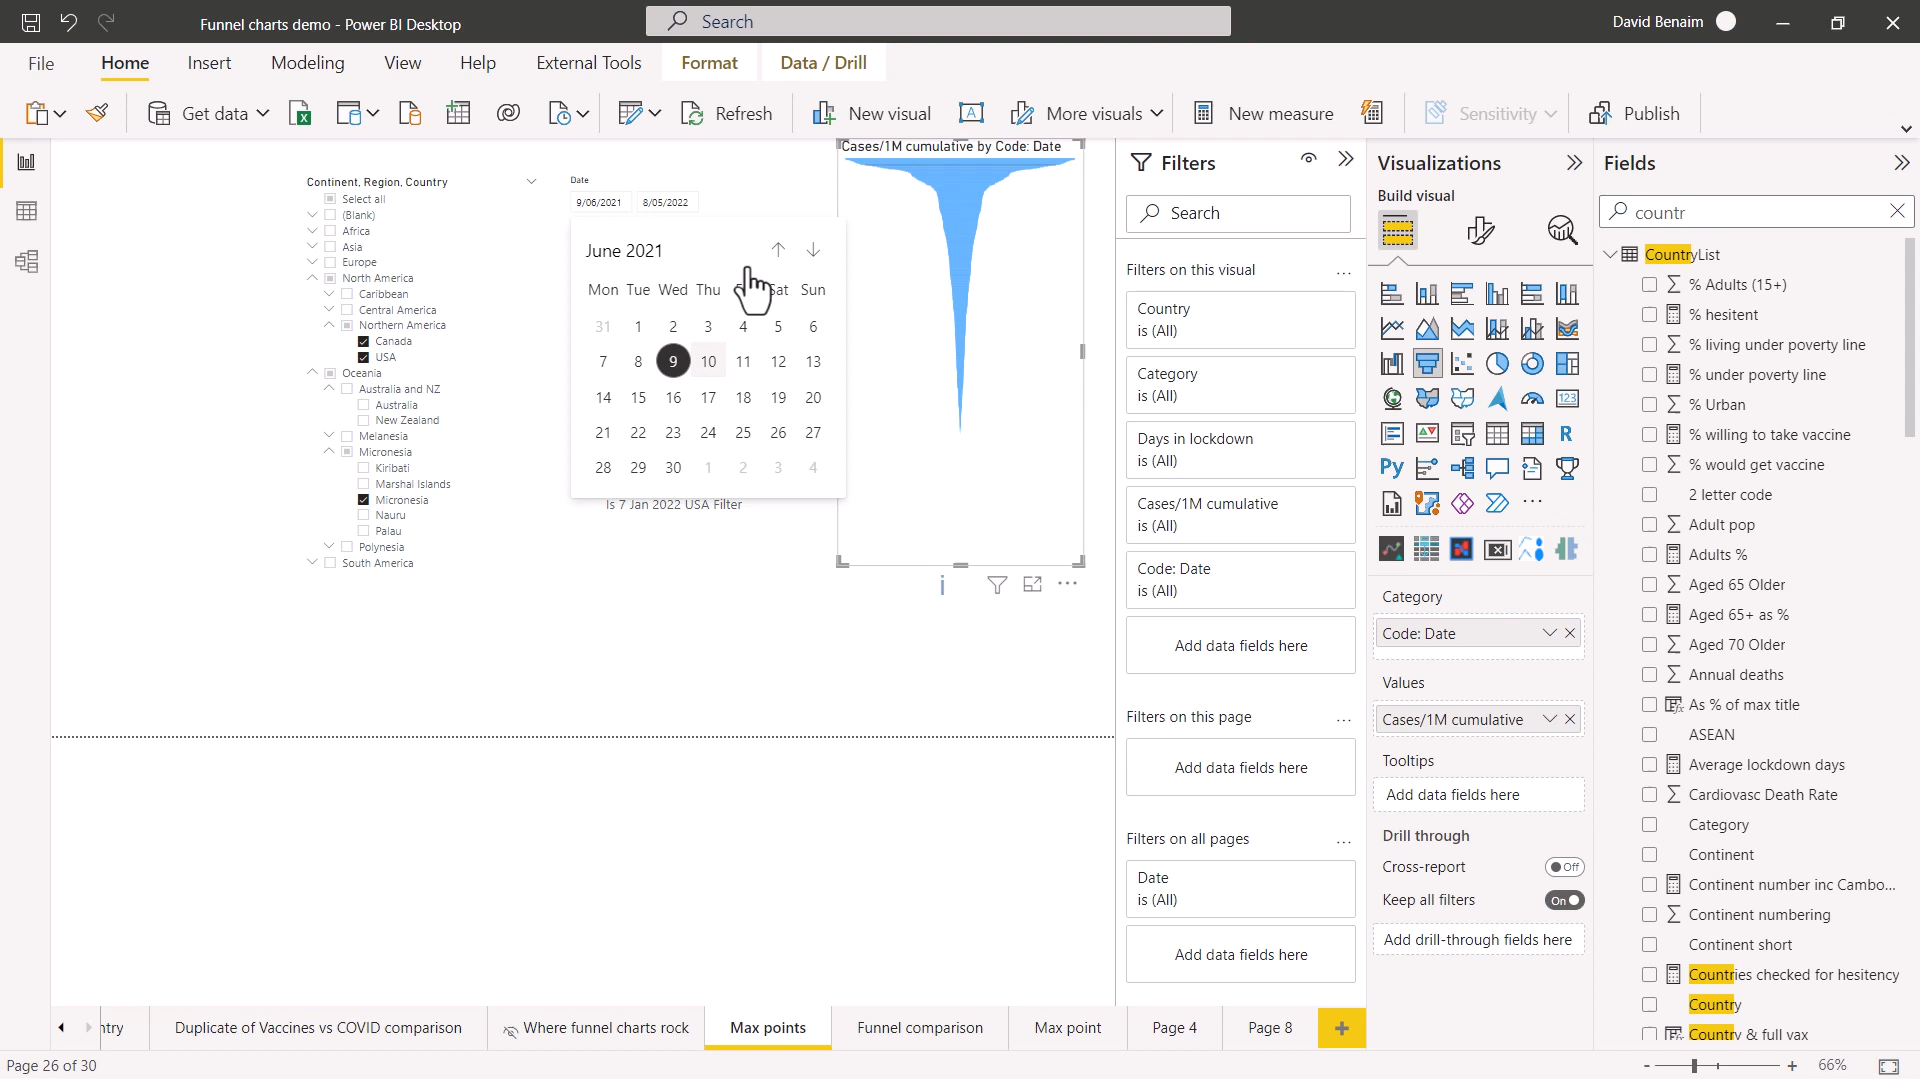 Funnel charts demo - Power BI Desktop
Search
David Benaim
File
Home
Insert
Modeling
View
Help
External Tools
Format
Data / Drill
Get data
Refresh
New visual
More visuals
New measure
Sensitivity
Publish
Continent, Region, Country
Select all
(Blank)
Africa
Asia
Europe
North America
Caribbean
Central America
Northern America
Canada
USA
Oceania
Australia and NZ
Australia
New Zealand
Melanesia
Micronesia
Kiribati
Marshal Islands
Micronesia
Nauru
Palau
Polynesia
South America
Date
9/06/2021
8/05/2022
June 2021
Mon Tue Wed Thu Sat Sun
31 1 2 3 4 5 6
7 8 9 10 11 12 13
14 15 16 17 18 19 20
21 22 23 24 25 26 27
28 29 30 1 2 3 4
Is 7 Jan 2022 USA Filter
Cases/1M cumulative by Code: Date
Filters
Search
Filters on this visual
Country
is (All)
Category
is (All)
Days in lockdown
is (All)
Cases/1M cumulative
is (All)
Code: Date
is (All)
Add data fields here
Filters on this page
Add data fields here
Filters on all pages
Date
is (All)
Add data fields here
Visualizations
Build visual
123
R
Py
Category
Code: Date
Values
Cases/1M cumulative
Tooltips
Add data fields here
Drill through
Cross-report
Off
Keep all filters
On
Add drill-through fields here
Fields
countr
CountryList
% Adults (15+)
% hesitent
% living under poverty line
% under poverty line
% Urban
% willing to take vaccine
% would get vaccine
2 letter code
Adult pop
Adults %
Aged 65 Older
Aged 65+ as %
Aged 70 Older
Annual deaths
As % of max title
ASEAN
Average lockdown days
Cardiovasc Death Rate
Category
Continent
Continent number inc Cambo...
Continent numbering
Continent short
Countries checked for hesitency
Country
Country & full vax
ntry
Duplicate of Vaccines vs COVID comparison
Where funnel charts rock
Max points
Funnel comparison
Max point
Page 4
Page 8
Page 26 of 30
66%